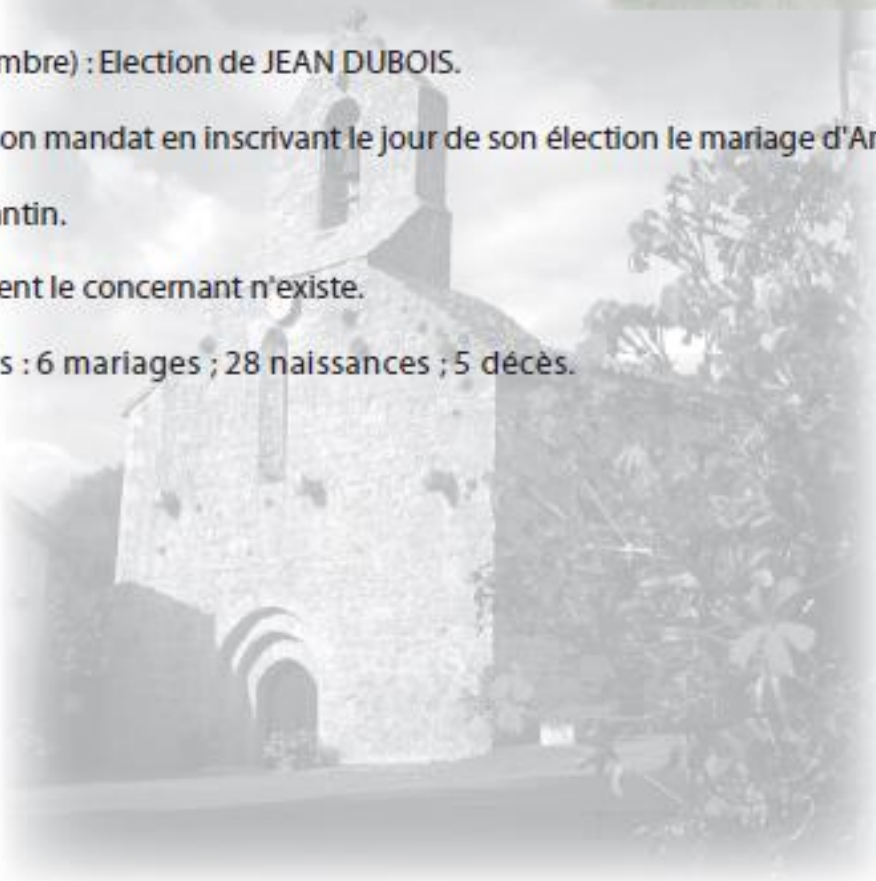 mbre) : Election de JEAN DUBOIS.
on mandat en inscrivant le jour de son élection le mariage d'Ar
ntin.
ent le concernant n'existe.
s : 6 mariages ; 28 naissances ; 5 décès.